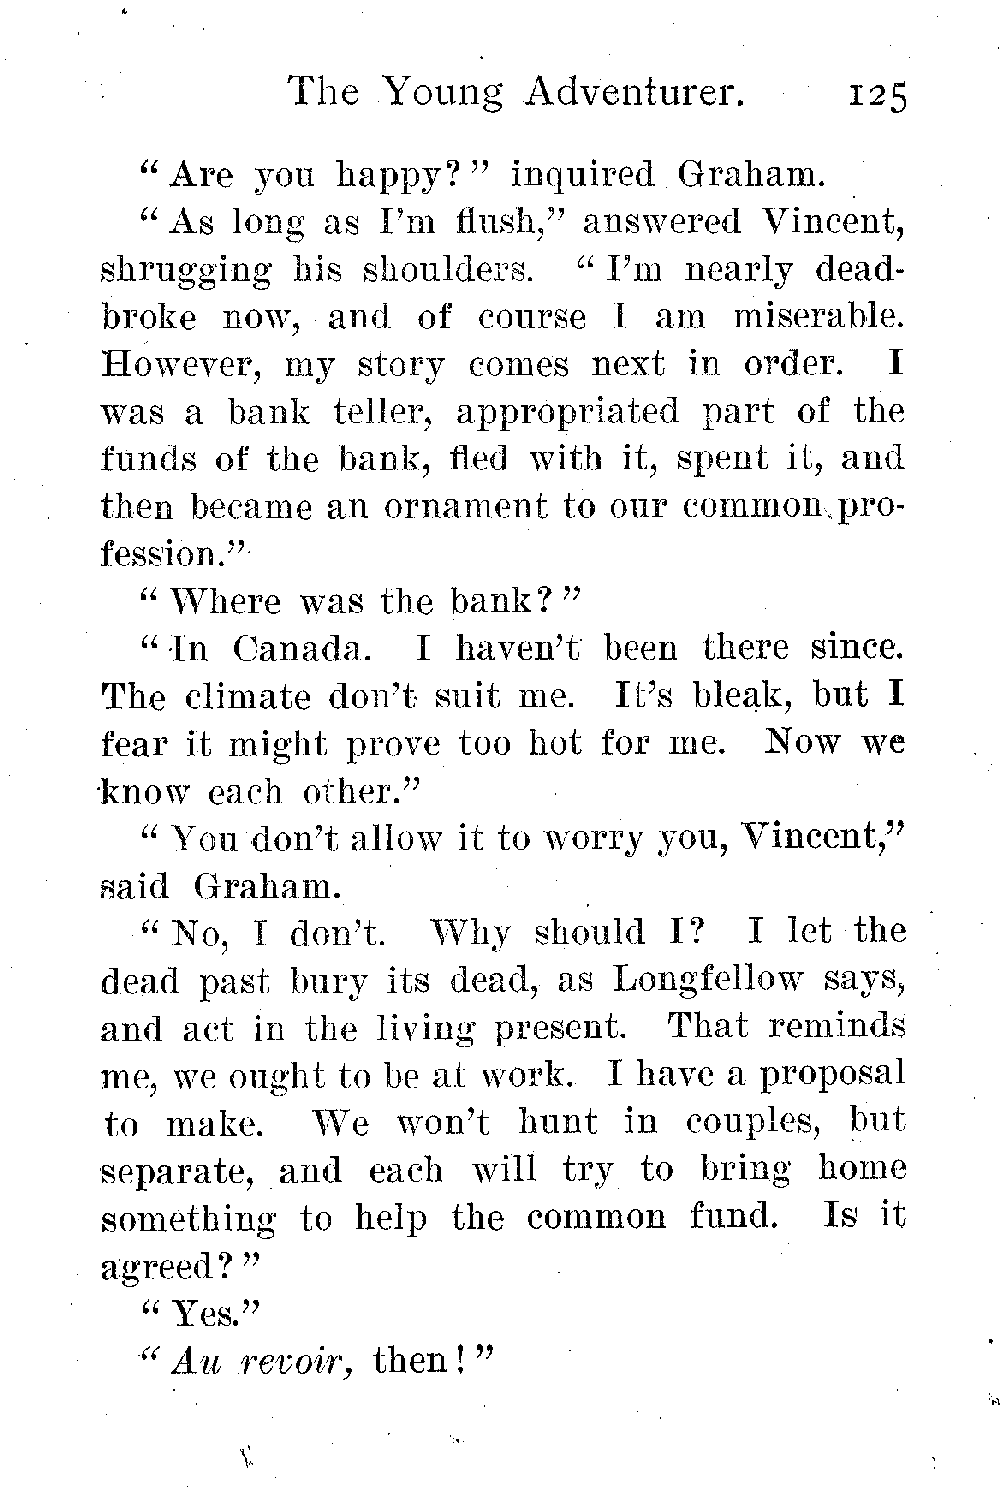 The Young Adventurer. 125
“ Are you happy? ” inquired Graham.
“ As long as I’m flush,” answered Vincent,
shrugging his shoulders. “ I’m nearly dead-
broke now, and of course I am miserable.
However, my story comes next in order. I
was a bank teller, appropriated part of the
funds of the bank, fled with it, spent it, and
then became an ornament to our common pro-
fession.”
“ Where was the bank? ”
“ In Canada. I haven’t been there since.
The climate don’t suit me. It’s bleak, but I
fear it might prove too hot for me. Now we
know each other.”
“ You don’t allow it to worry you, Vincent,”
said Graham.
“ No, I don’t. Why should I? I let the
dead past bury its dead, as Longfellow says,
and act in the living present. That reminds
me, we ought to be at work. I have a proposal
to make. We won’t hunt in couples, but
separate, and each will try to bring home
something to help the common fund. Is it
agreed? ”
“ Yes.”
“ Au revoir, then! ”